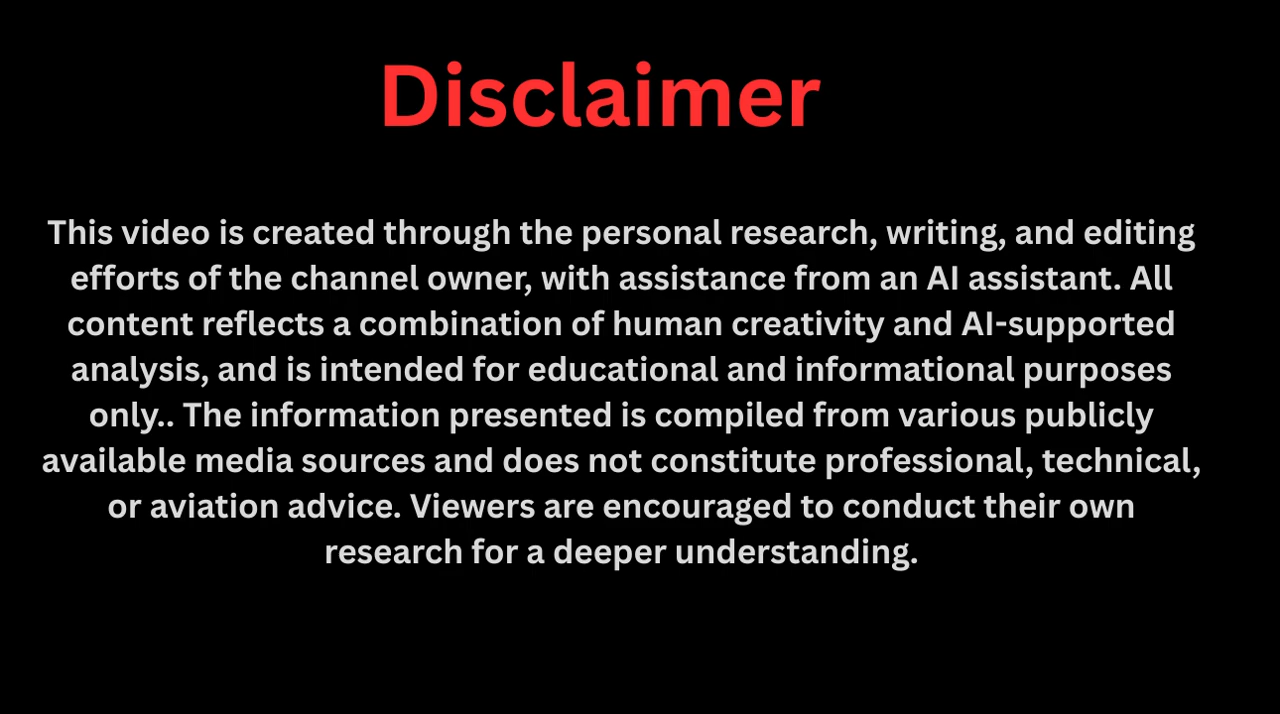 Disclaimer
This video is created through the personal research, writing, and editing
efforts of the channel owner, with assistance from an AI assistant. All
content reflects a combination of human creativity and AI-supported
analysis, and is intended for educational and informational purposes
only.. The information presented is compiled from various publicly
available media sources and does not constitute professional, technical,
or aviation advice. Viewers are encouraged to conduct their own
research for a deeper understanding.